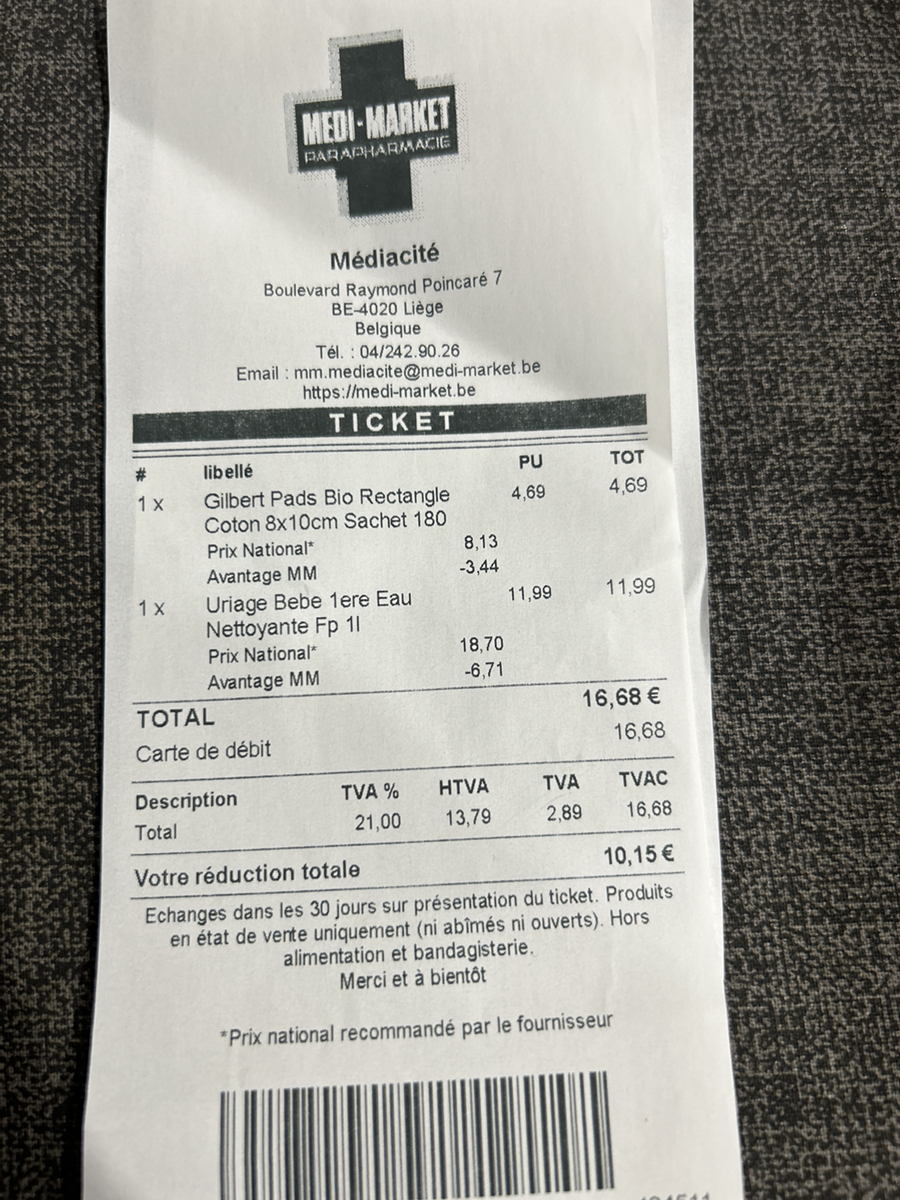 MEDI-MARKET
PARAPHARMACIE
Médiacité
Boulevard Raymond Poincaré 7
BE-4020 Liège
Belgique
Tél. : 04/242.90.26
Email : mm.mediacite@medi-market.be
https://medi-market.be
TICKET
# libellé PU TOT
1 x Gilbert Pads Bio Rectangle 4,69 4,69
Coton 8x10cm Sachet 180
Prix National* 8,13
Avantage MM -3,44
1 x Uriage Bebe 1ere Eau 11,99 11,99
Nettoyante Fp 1l
Prix National* 18,70
Avantage MM -6,71
TOTAL 16,68 €
Carte de débit 16,68
Description TVA % HTVA TVA TVAC
Total 21,00 13,79 2,89 16,68
Votre réduction totale 10,15 €
Echanges dans les 30 jours sur présentation du ticket. Produits
en état de vente uniquement (ni abîmés ni ouverts). Hors
alimentation et bandagisterie.
Merci et à bientôt
*Prix national recommandé par le fournisseur